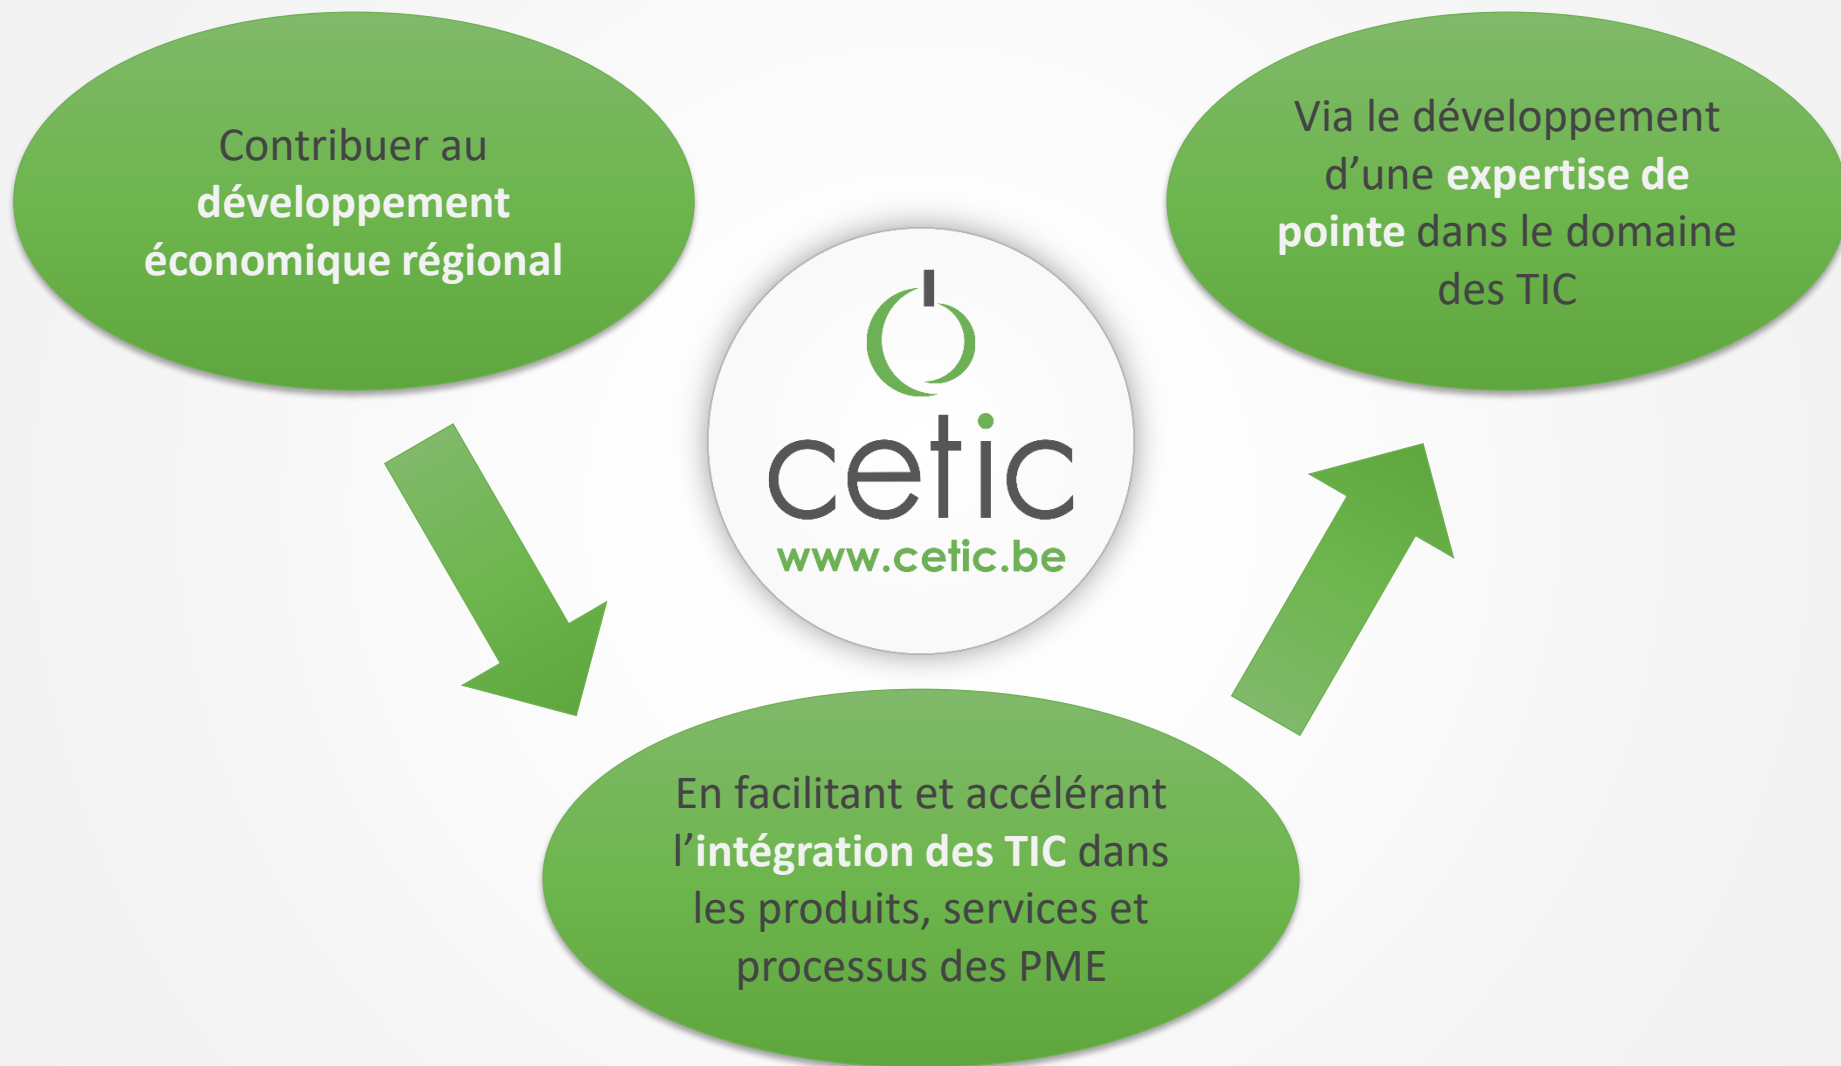 Contribuer au
développement
économique régional
cetic
www.cetic.be
En facilitant et accélérant
l’intégration des TIC dans
les produits, services et
processus des PME
Via le développement
d’une expertise de
pointe dans le domaine
des TIC